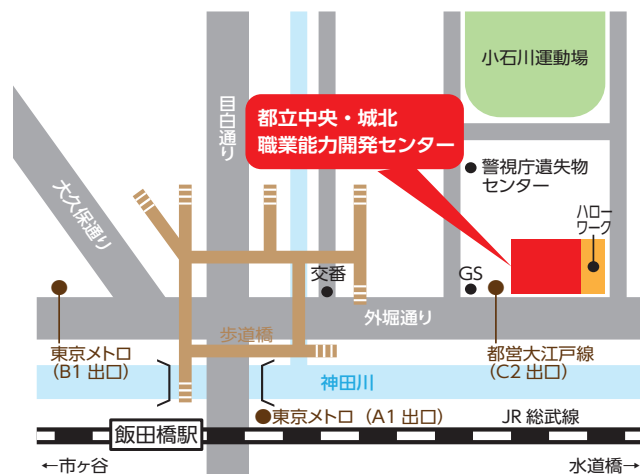 小石川運動場
目白通り
都立中央・城北
職業能力開発センター
大久保通り
警視庁遺失物
センター
ハロー
ワーク
交番
GS
外堀通り
歩道橋
東京メトロ
（B1 出口）
都営大江戸線
（C2 出口）
神田川
東京メトロ（A1 出口）
JR 総武線
飯田橋駅
←市ヶ谷
水道橋→